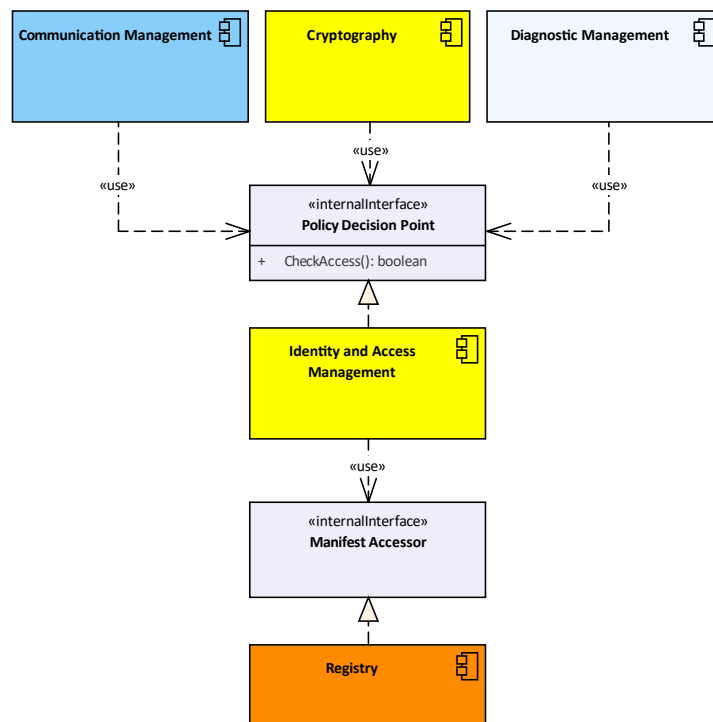 Communication Management
Cryptography
Diagnostic Management
«use»
«use»
«use»
«internalInterface»
Policy Decision Point
+ CheckAccess(): boolean
Identity and Access
Management
«use»
«internalInterface»
Manifest Accessor
Registry